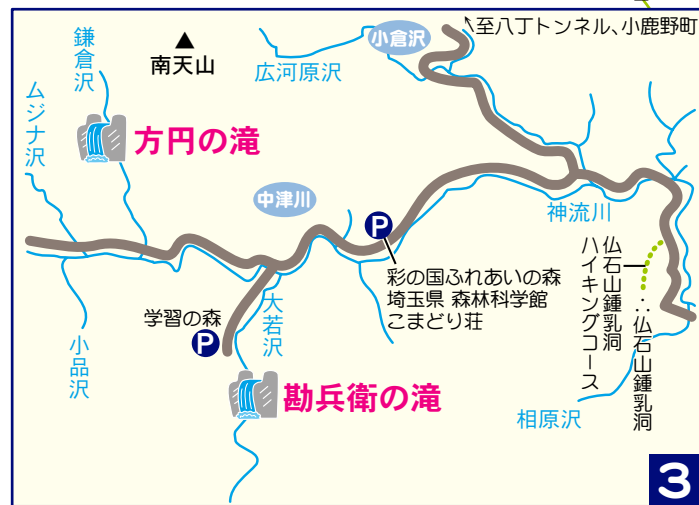 至八丁トンネル、小鹿野町
小倉沢
鎌倉沢
南天山
広河原沢
ムジナ沢
方円の滝
中津川
P
神流川
彩の国ふれあいの森
埼玉県 森林科学館
こまどり荘
仏石山鍾乳洞
ハイキングコース
∴仏石山鍾乳洞
学習の森
P
大若沢
小品沢
勘兵衛の滝
相原沢
3